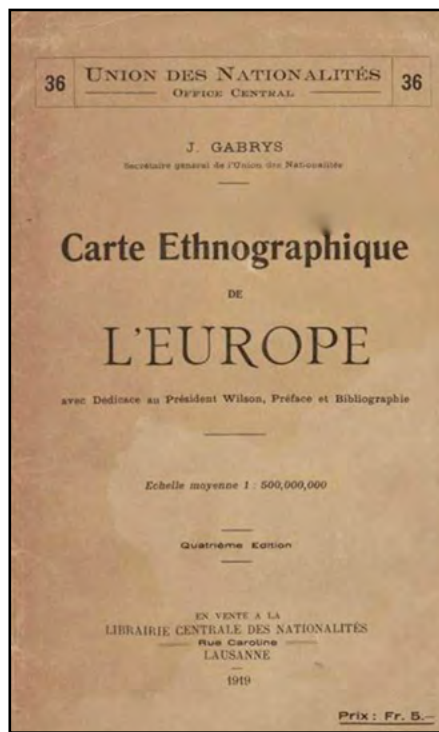 36 UNION DES NATIONALITÉS 36
OFFICE CENTRAL
J. GABRYS
Secrétaire général de l'Union des Nationalités
Carte Ethnographique
DE
L'EUROPE
avec Dédicace au Président Wilson, Préface et Bibliographie
Echelle moyenne 1 : 500,000,000
Quatrième Edition
EN VENTE A LA
LIBRAIRIE CENTRALE DES NATIONALITÉS
Rue Caroline
LAUSANNE
1919
Prix : Fr. 5.–